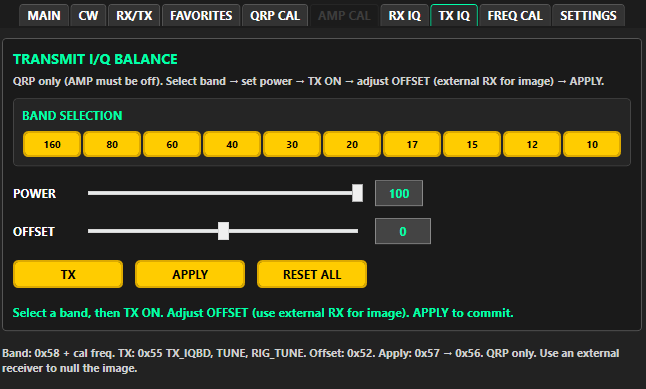 MAIN CW RX/TX FAVORITES QRP CAL AMP CAL RX IQ TX IQ FREQ CAL SETTINGS
TRANSMIT I/Q BALANCE
QRP only (AMP must be off). Select band → set power → TX ON → adjust OFFSET (external RX for image) → APPLY.
BAND SELECTION
160 80 60 40 30 20 17 15 12 10
POWER 100
OFFSET 0
TX APPLY RESET ALL
Select a band, then TX ON. Adjust OFFSET (use external RX for image). APPLY to commit.
Band: 0x58 + cal freq. TX: 0x55 TX_IQBD, TUNE, RIG_TUNE. Offset: 0x52. Apply: 0x57 → 0x56. QRP only. Use an external
receiver to null the image.